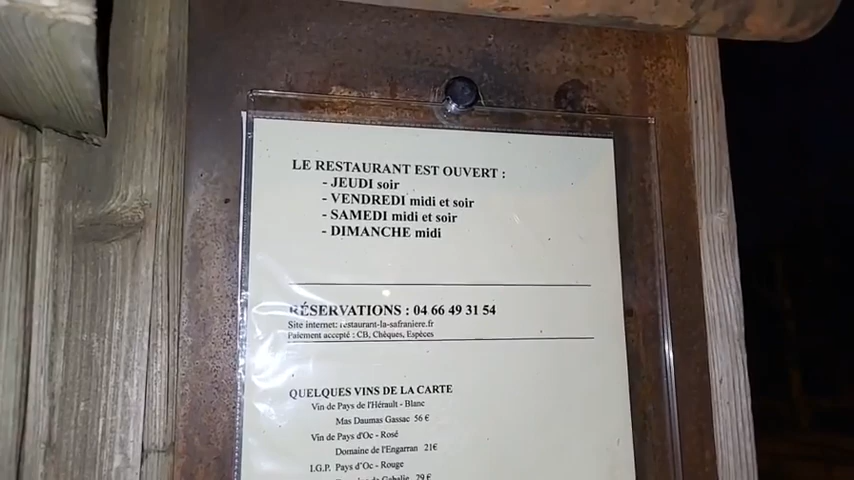 LE RESTAURANT EST OUVERT :
- JEUDI soir
- VENDREDI midi et soir
- SAMEDI midi et soir
- DIMANCHE midi
RÉSERVATIONS : 04 66 49 31 54
Site internet: restaurant-la-safraniere.fr
Paiement accepté : CB, Chèques, Espèces
QUELQUES VINS DE LA CARTE
Vin de Pays de l'Hérault - Blanc
Mas Daumas Gassac 56 €
Vin de Pays d'Oc - Rosé
Domaine de l'Engarran 21€
I.G.P. Pays d'Oc - Rouge
29 €